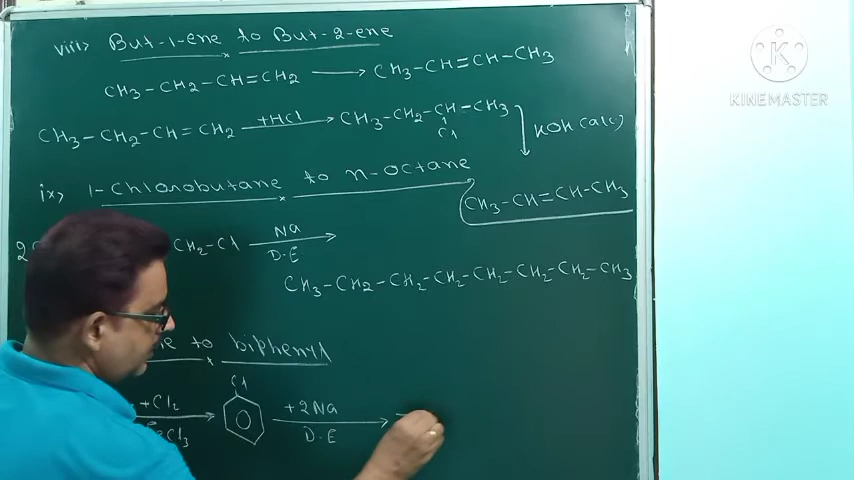 viii> But-1-ene to But-2-ene
CH3-CH2-CH=CH2 → CH3-CH=CH-CH3
CH3-CH2-CH=CH2 +HCl → CH3-CH2-CH-CH3
Cl
KOH(alc)
CH3-CH=CH-CH3
ix> 1-Chlorobutane to n-Octane
CH2-Cl Na → D.E
CH3-CH2-CH2-CH2-CH2-CH2-CH2-CH3
to biphenyl
+Cl2 →
Cl
+2Na → D.E
KINEMASTER